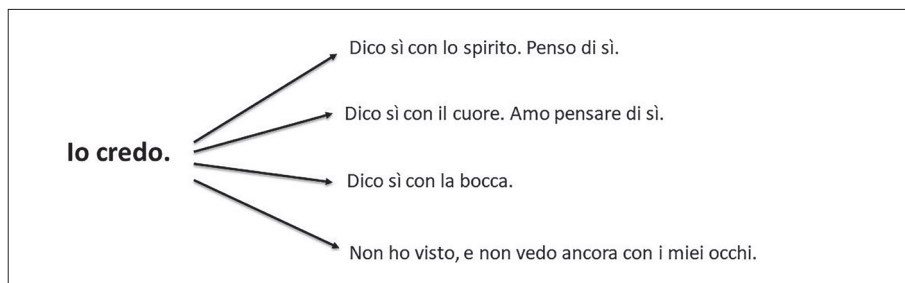 Io credo.
Dico sì con lo spirito. Penso di sì.
Dico sì con il cuore. Amo pensare di sì.
Dico sì con la bocca.
Non ho visto, e non vedo ancora con i miei occhi.